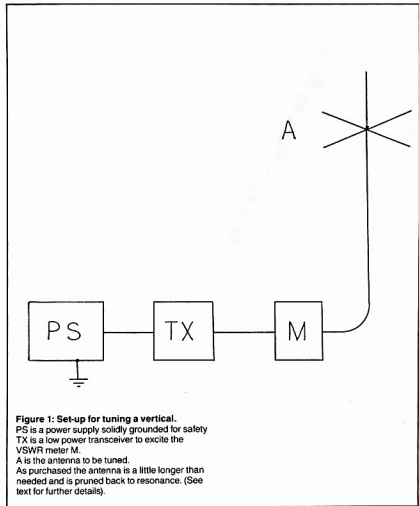 A
PS
TX
M
Figure 1: Set-up for tuning a vertical.
PS is a power supply solidly grounded for safety
TX is a low power transceiver to excite the
VSWR meter M.
A is the antenna to be tuned.
As purchased the antenna is a little longer than
needed and is pruned back to resonance. (See
text for further details).